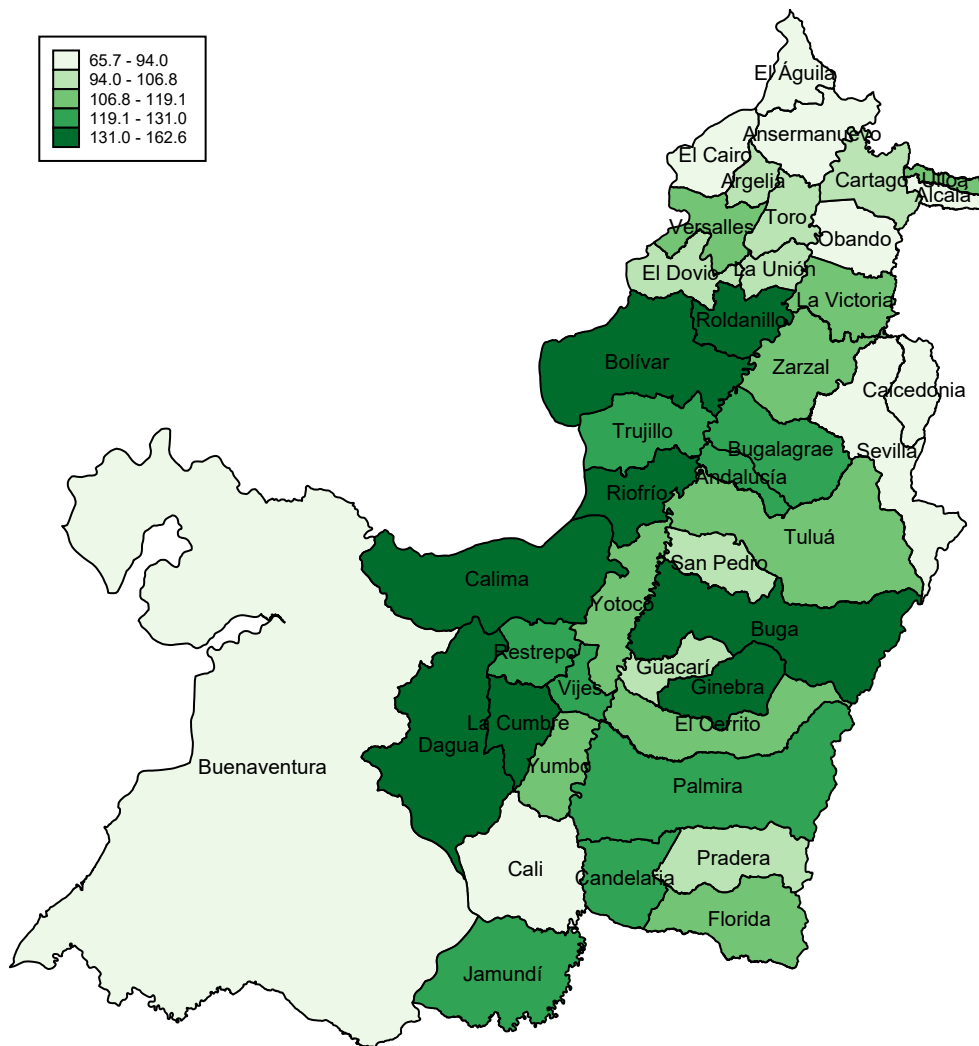 65.7 - 94.0
94.0 - 106.8
106.8 - 119.1
119.1 - 131.0
131.0 - 162.6
El Águila
Ansermanuevo
El Cairo
Argelia
Cartago
Ulloa
Alcalá
Toro
Versalles
Obando
El Dovio
La Unión
La Victoria
Roldanillo
Bolívar
Zarzal
Calcedonia
Trujillo
Bugalagrae
Sevilla
Andalucía
Riofrío
Tuluá
San Pedro
Calima
Yotoco
Buga
Restrepo
Guacarí
Vijes
Ginebra
La Cumbre
El Cerrito
Dagua
Yumbo
Buenaventura
Palmira
Pradera
Cali
Candelaria
Florida
Jamundí